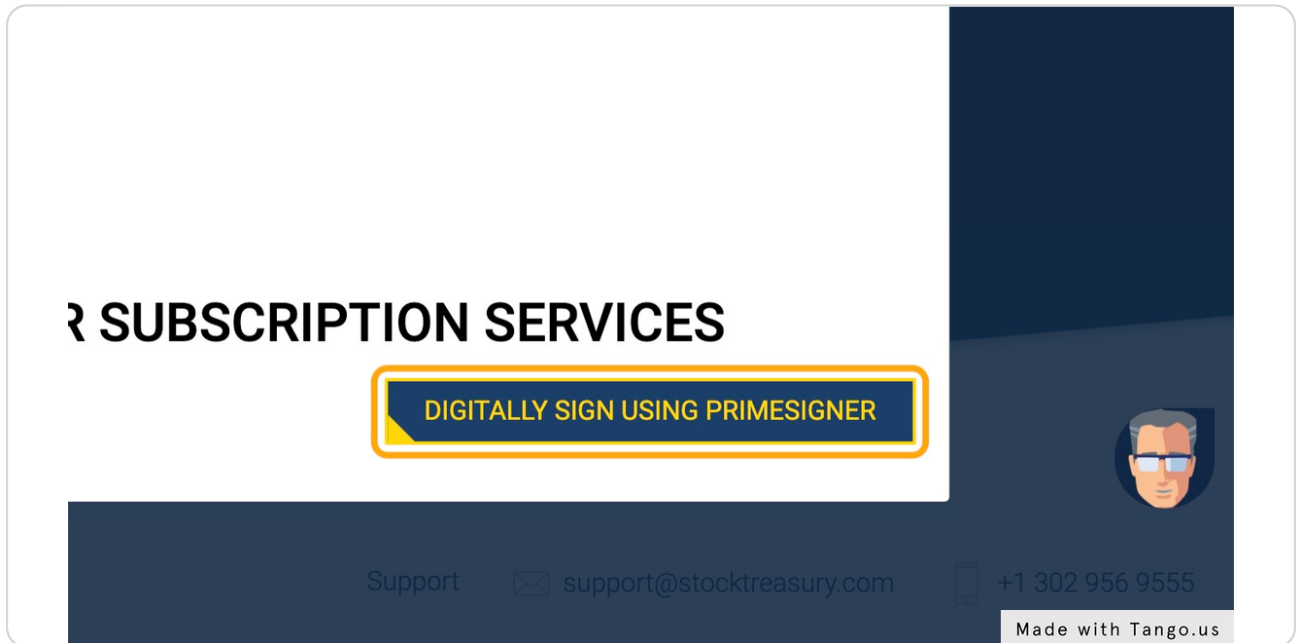 R SUBSCRIPTION SERVICES
DIGITALLY SIGN USING PRIMESIGNER
Support support@stocktreasury.com +1 302 956 9555
Made with Tango.us